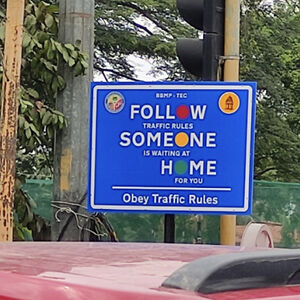 BBMP - TEC
FOLLOW
TRAFFIC RULES
SOMEONE
IS WAITING AT
HOME
FOR YOU
Obey Traffic Rules